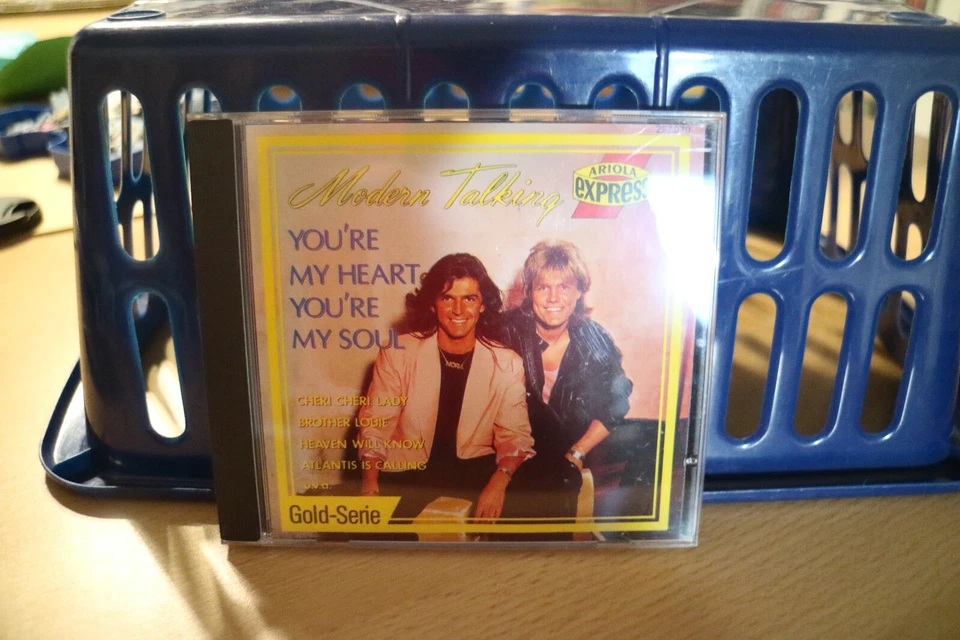 Modern Talking
ARIOLA
eXPRESS
YOU'RE
MY HEART
YOU'RE
MY SOUL
CHERI CHERI LADY
BROTHER LOUIE
HEAVEN WILL KNOW
ATLANTIS IS CALLING
u.v.a.
Gold-Serie